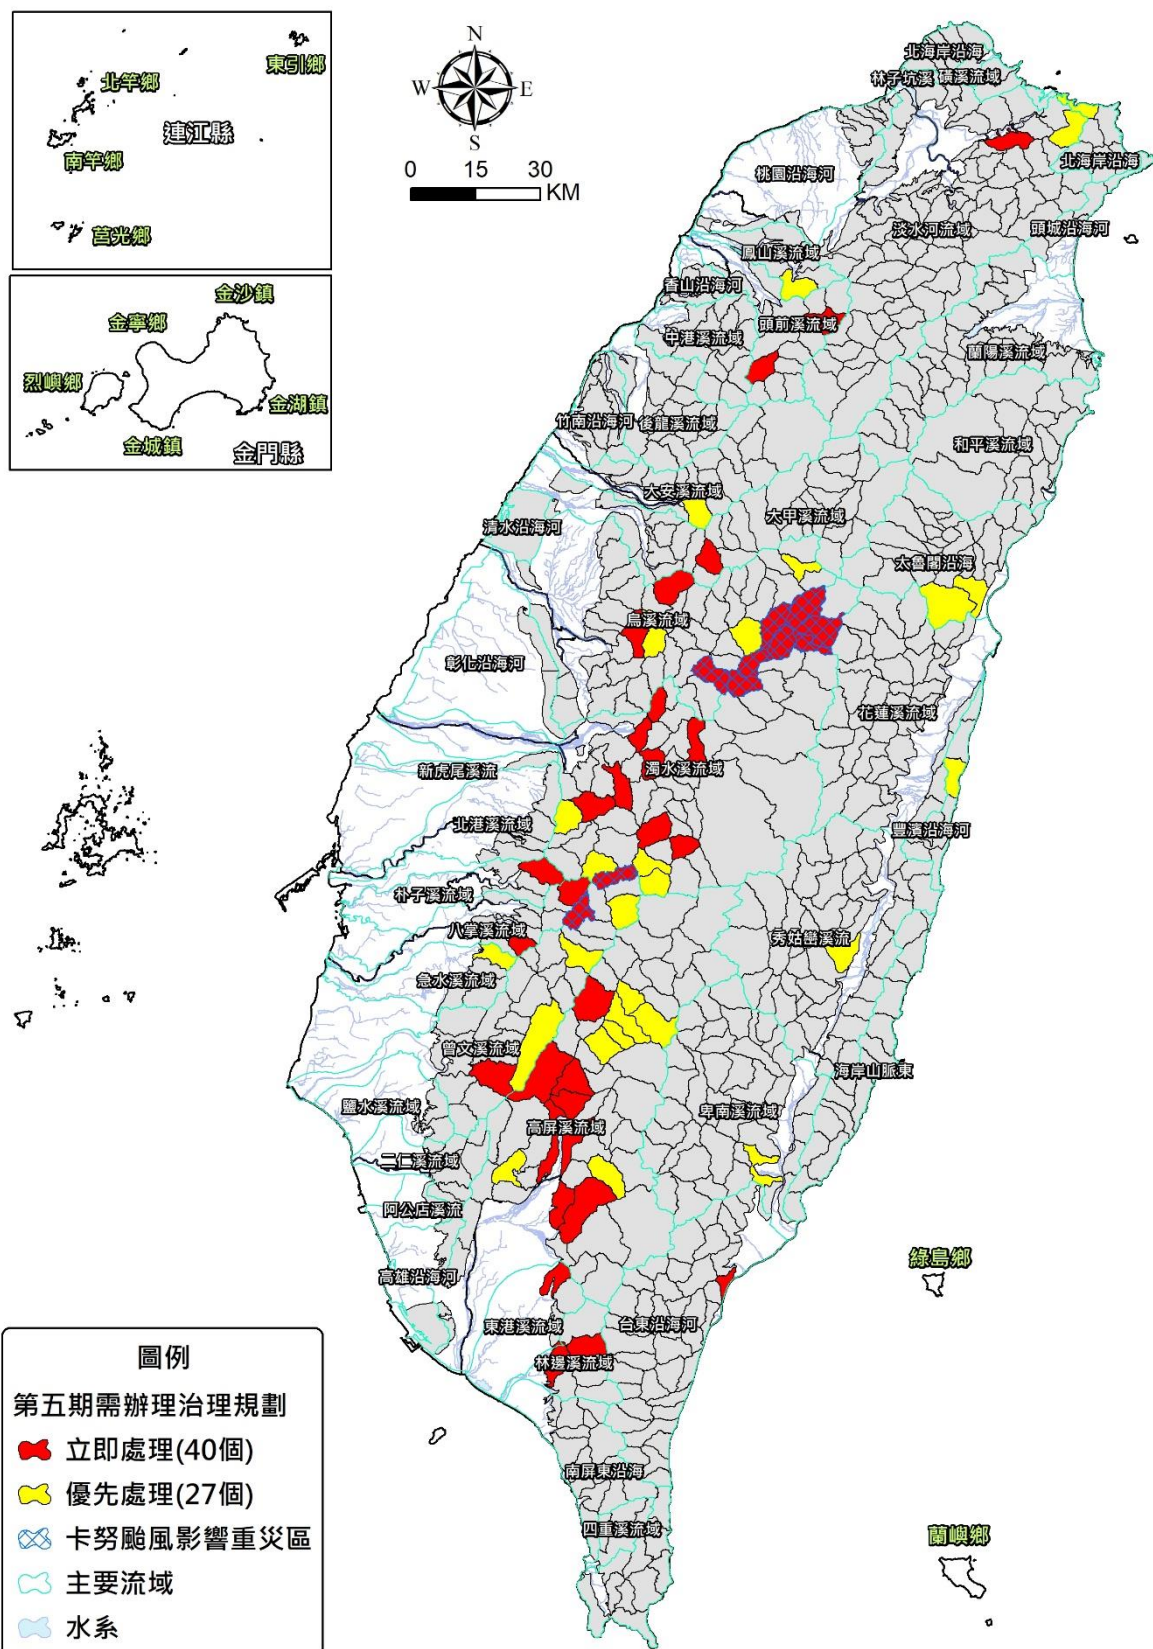 東引鄉
北竿鄉
連江縣
南竿鄉
莒光鄉
金沙鎮
金寧鄉
烈嶼鄉
金湖鎮
金城鎮
金門縣
N
W
E
S
0 15 30
KM
北海岸沿海
林子坑溪
磺溪流域
北海岸沿海
桃園沿海河
淡水河流域
頭城沿海河
鳳山溪流域
香山沿海河
頭前溪流域
中港溪流域
蘭陽溪流域
竹南沿海河
後龍溪流域
和平溪流域
大安溪流域
大甲溪流域
清水沿海河
太魯閣沿海
烏溪流域
彰化沿海河
花蓮溪流域
新虎尾溪流
濁水溪流域
北港溪流域
豐濱沿海河
朴子溪流域
八掌溪流域
秀姑巒溪流
急水溪流域
曾文溪流域
海岸山脈東
鹽水溪流域
卑南溪流域
高屏溪流域
二仁溪流域
阿公店溪流
綠島鄉
高雄沿海河
東港溪流域
台東沿海河
林邊溪流域
南屏東沿海
四重溪流域
蘭嶼鄉
圖例
第五期需辦理治理規劃
立即處理(40個)
優先處理(27個)
卡努颱風影響重災區
主要流域
水系